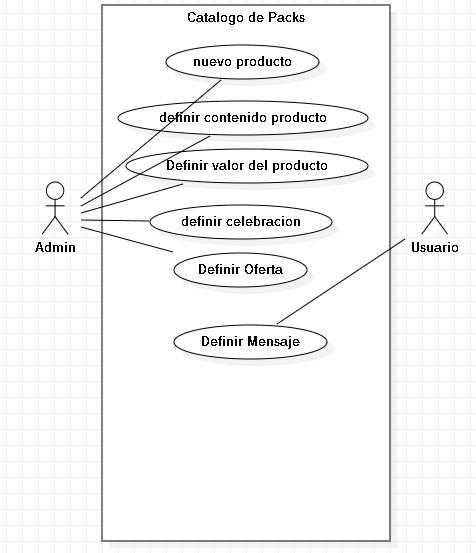 Catalogo de Packs
nuevo producto
definir contenido producto
Definir valor del producto
definir celebracion
Admin
Usuario
Definir Oferta
Definir Mensaje